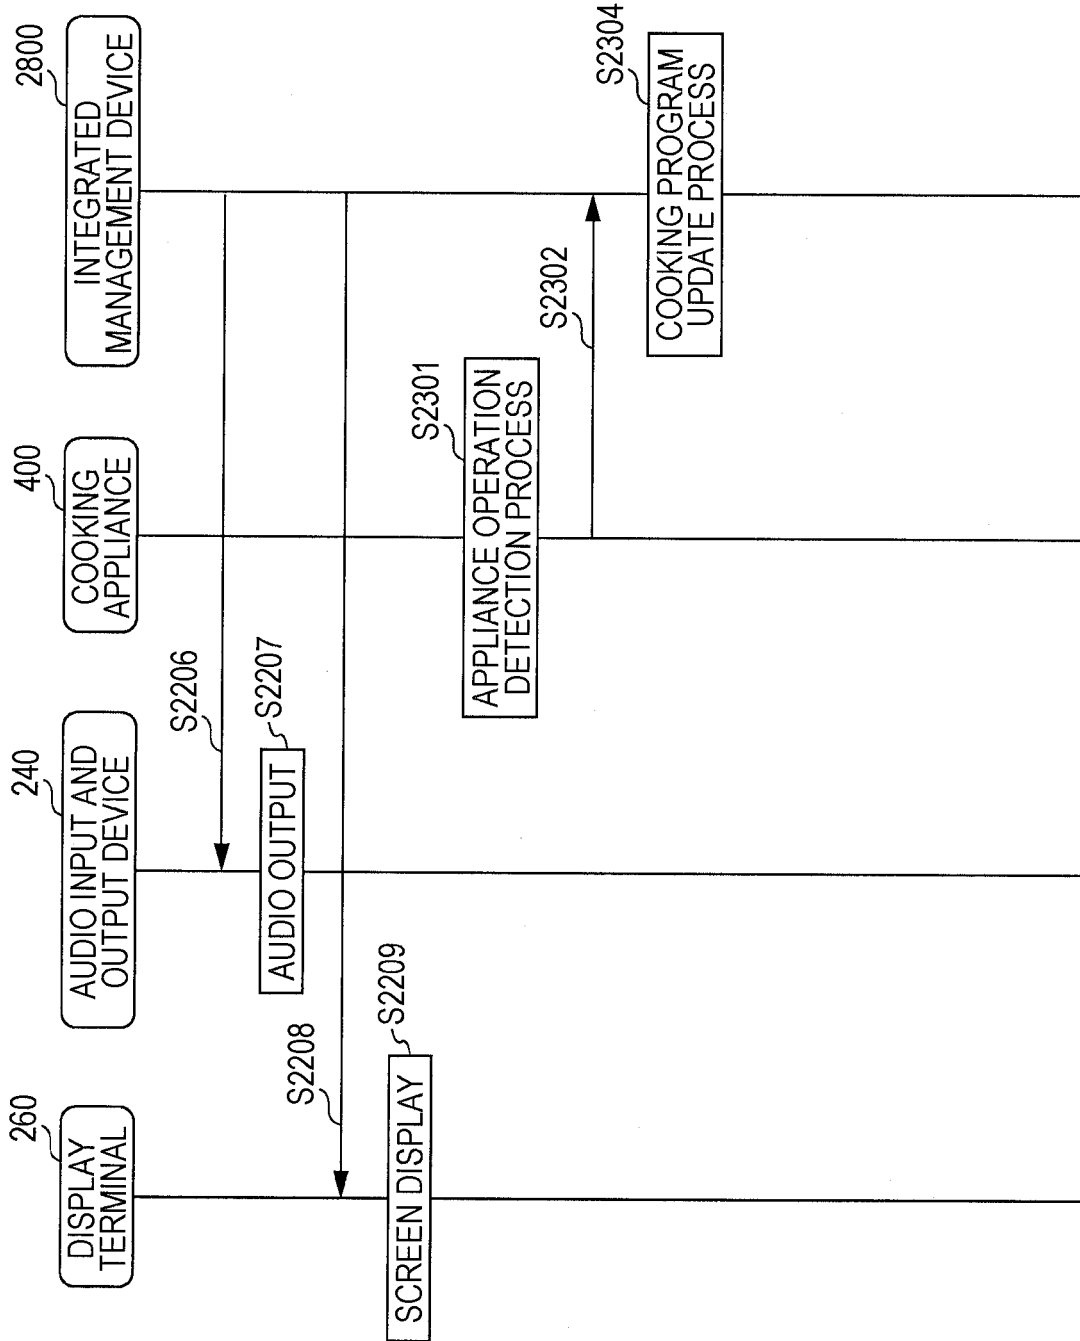 260
DISPLAY
TERMINAL
240
AUDIO INPUT AND
OUTPUT DEVICE
400
COOKING
APPLIANCE
2800
INTEGRATED
MANAGEMENT DEVICE
S2206
AUDIO OUTPUT
S2207
S2208
SCREEN DISPLAY
S2209
APPLIANCE OPERATION
DETECTION PROCESS
S2301
S2302
COOKING PROGRAM
UPDATE PROCESS
S2304